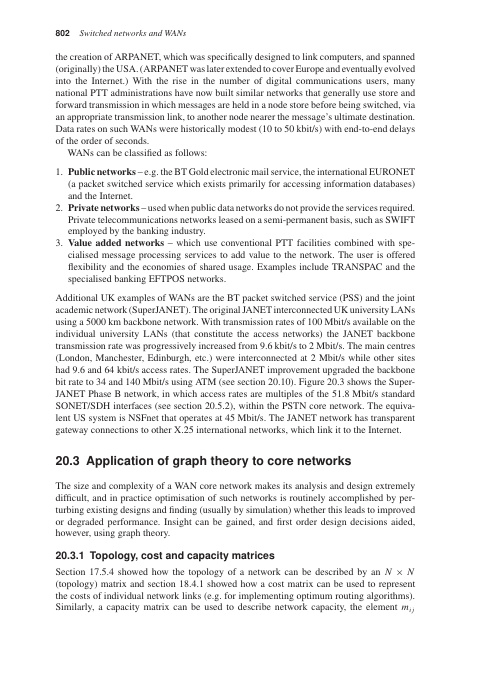 802 Switched networks and WANs
the creation of ARPANET, which was specifically designed to link computers, and spanned
(originally) the USA. (ARPANET was later extended to cover Europe and eventually evolved
into the Internet.) With the rise in the number of digital communications users, many
national PTT administrations have now built similar networks that generally use store and
forward transmission in which messages are held in a node store before being switched, via
an appropriate transmission link, to another node nearer the message's ultimate destination.
Data rates on such WANs were historically modest (10 to 50 kbit/s) with end-to-end delays
of the order of seconds.
WANs can be classified as follows:
1. Public networks – e.g. the BT Gold electronic mail service, the international EURONET
(a packet switched service which exists primarily for accessing information databases)
and the Internet.
2. Private networks – used when public data networks do not provide the services required.
Private telecommunications networks leased on a semi-permanent basis, such as SWIFT
employed by the banking industry.
3. Value added networks – which use conventional PTT facilities combined with spe-
cialised message processing services to add value to the network. The user is offered
flexibility and the economies of shared usage. Examples include TRANSPAC and the
specialised banking EFTPOS networks.
Additional UK examples of WANs are the BT packet switched service (PSS) and the joint
academic network (SuperJANET). The original JANET interconnected UK university LANs
using a 5000 km backbone network. With transmission rates of 100 Mbit/s available on the
individual university LANs (that constitute the access networks) the JANET backbone
transmission rate was progressively increased from 9.6 kbit/s to 2 Mbit/s. The main centres
(London, Manchester, Edinburgh, etc.) were interconnected at 2 Mbit/s while other sites
had 9.6 and 64 kbit/s access rates. The SuperJANET improvement upgraded the backbone
bit rate to 34 and 140 Mbit/s using ATM (see section 20.10). Figure 20.3 shows the Super-
JANET Phase B network, in which access rates are multiples of the 51.8 Mbit/s standard
SONET/SDH interfaces (see section 20.5.2), within the PSTN core network. The equiva-
lent US system is NSFnet that operates at 45 Mbit/s. The JANET network has transparent
gateway connections to other X.25 international networks, which link it to the Internet.
20.3 Application of graph theory to core networks
The size and complexity of a WAN core network makes its analysis and design extremely
difficult, and in practice optimisation of such networks is routinely accomplished by per-
turbing existing designs and finding (usually by simulation) whether this leads to improved
or degraded performance. Insight can be gained, and first order design decisions aided,
however, using graph theory.
20.3.1 Topology, cost and capacity matrices
Section 17.5.4 showed how the topology of a network can be described by an N × N
(topology) matrix and section 18.4.1 showed how a cost matrix can be used to represent
the costs of individual network links (e.g. for implementing optimum routing algorithms).
Similarly, a capacity matrix can be used to describe network capacity, the element mᵢⱼ